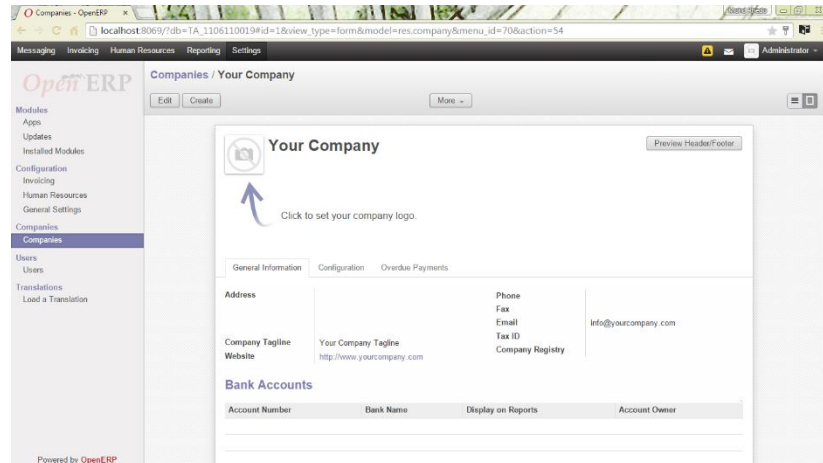 Companies - OpenERP
localhost:8069/?db=TA_1106110019#id=1&view_type=form&model=res.company&menu_id=70&action=54
Messaging Invoicing Human Resources Reporting Settings Administrator
Open ERP
Companies / Your Company
Edit Create More
Modules
Apps
Updates
Installed Modules
Configuration
Invoicing
Human Resources
General Settings
Companies
Companies
Users
Users
Translations
Load a Translation
Powered by OpenERP
Your Company Preview Header/Footer
Click to set your company logo.
General Information Configuration Overdue Payments
Address Phone
Fax
Email info@yourcompany.com
Tax ID
Company Tagline Your Company Tagline Company Registry
Website http://www.yourcompany.com
Bank Accounts
Account Number Bank Name Display on Reports Account Owner